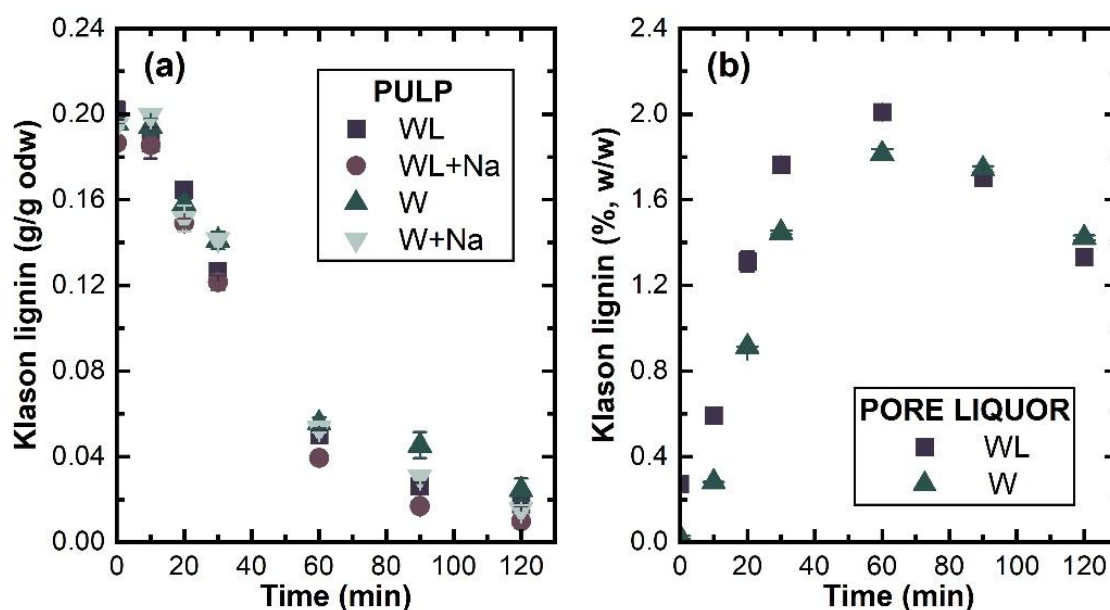 (a)
Klason lignin (g/g odw)
0.24
0.20
0.16
0.12
0.08
0.04
0.00
PULP
WL
WL+Na
W
W+Na
0 20 40 60 80 100 120
Time (min)
(b)
Klason lignin (%, w/w)
2.4
2.0
1.6
1.2
0.8
0.4
0.0
PORE LIQUOR
WL
W
0 20 40 60 80 100 120
Time (min)